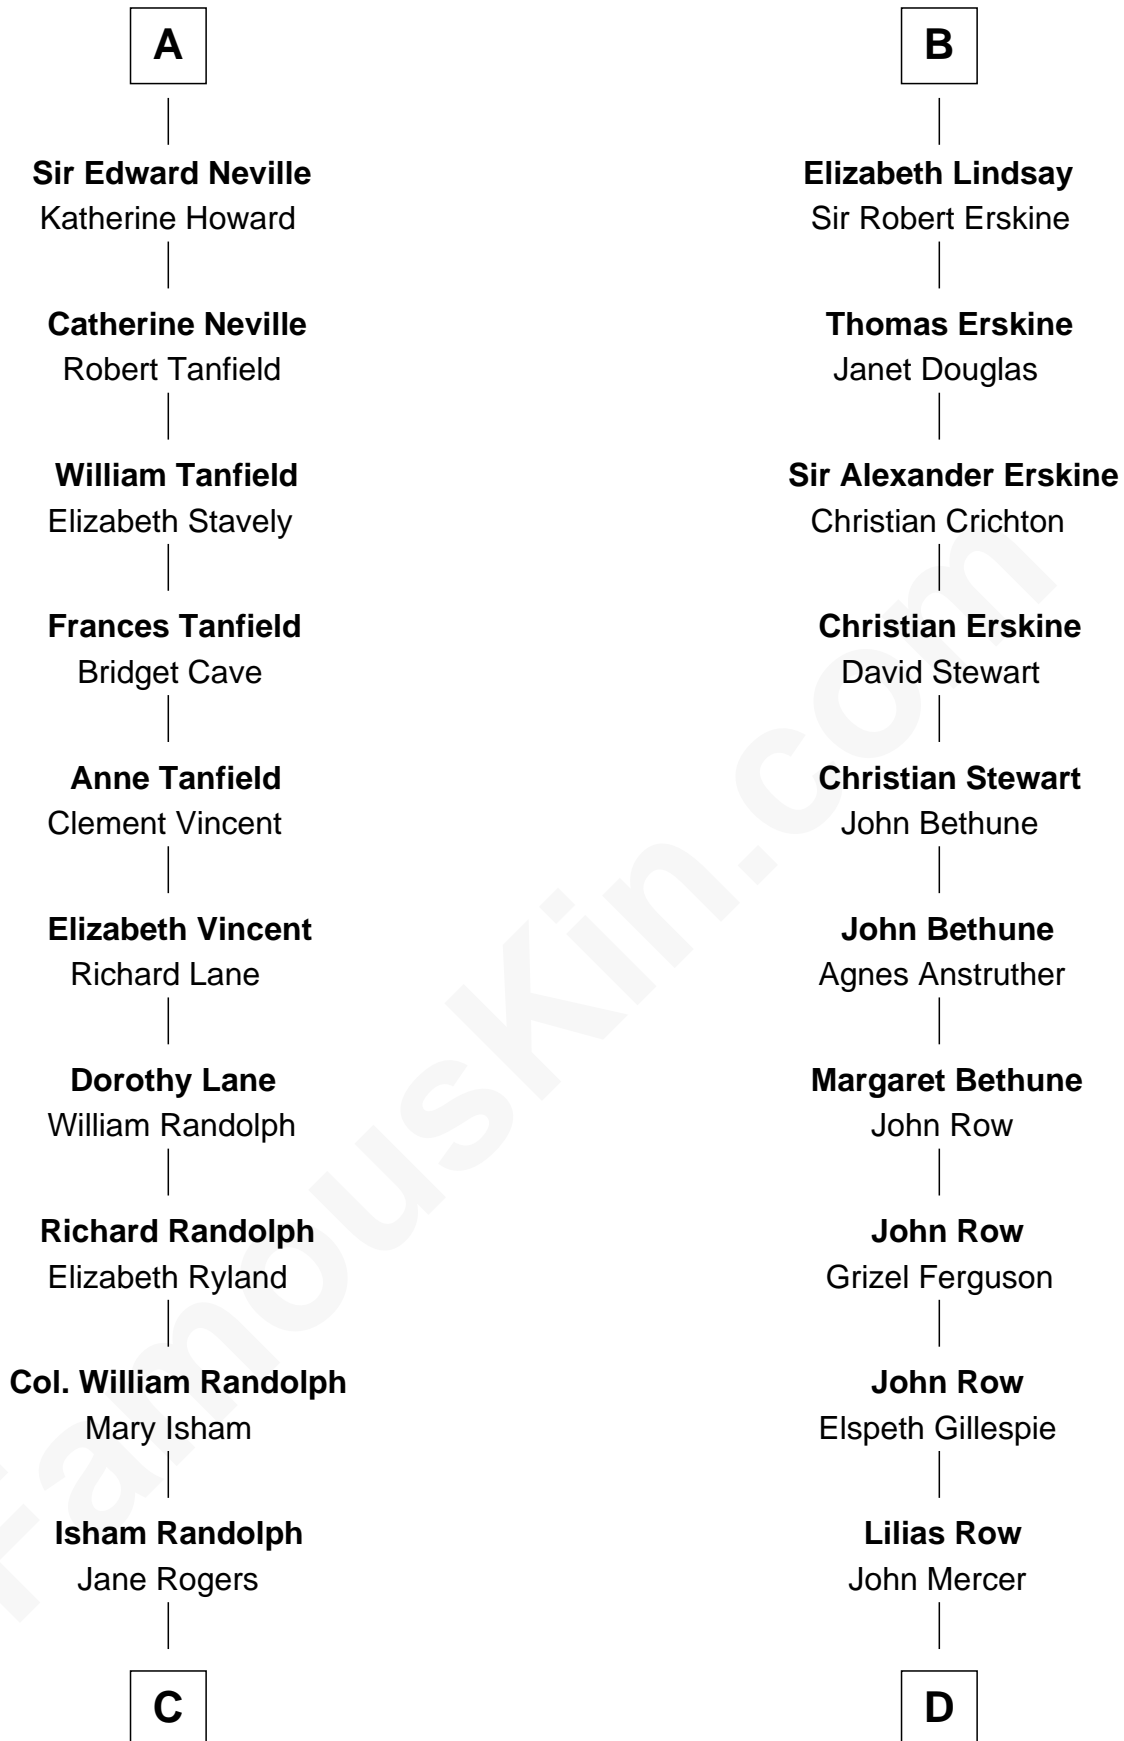 A
Sir Edward Neville
Katherine Howard
Catherine Neville
Robert Tanfield
William Tanfield
Elizabeth Stavely
Frances Tanfield
Bridget Cave
Anne Tanfield
Clement Vincent
Elizabeth Vincent
Richard Lane
Dorothy Lane
William Randolph
Richard Randolph
Elizabeth Ryland
Col. William Randolph
Mary Isham
Isham Randolph
Jane Rogers
C
B
Elizabeth Lindsay
Sir Robert Erskine
Thomas Erskine
Janet Douglas
Sir Alexander Erskine
Christian Crichton
Christian Erskine
David Stewart
Christian Stewart
John Bethune
John Bethune
Agnes Anstruther
Margaret Bethune
John Row
John Row
Grizel Ferguson
John Row
Elspeth Gillespie
Lilias Row
John Mercer
D
FamousKin.com